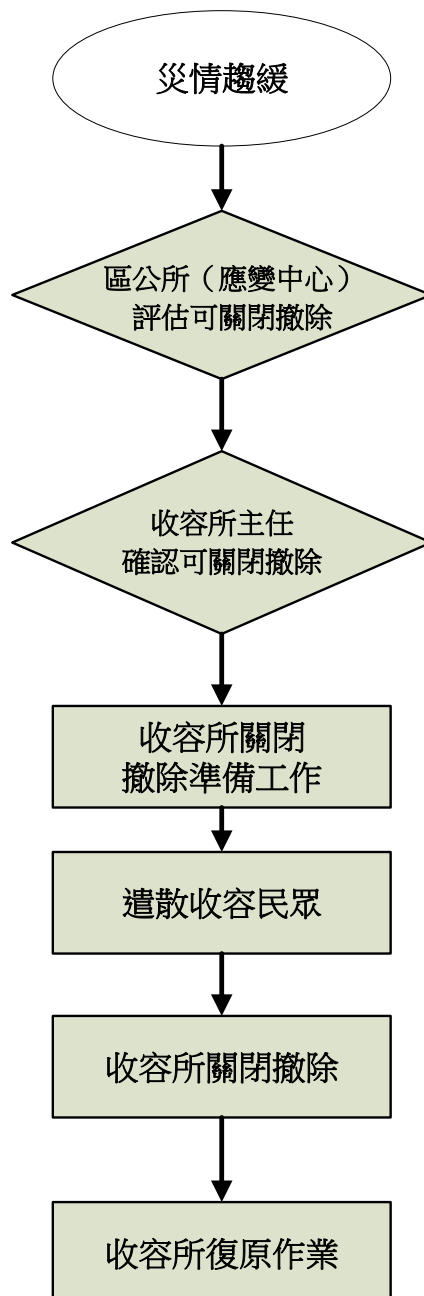 災情趨緩
區公所（應變中心）
評估可關閉撤除
收容所主任
確認可關閉撤除
收容所關閉
撤除準備工作
遣散收容民眾
收容所關閉撤除
收容所復原作業